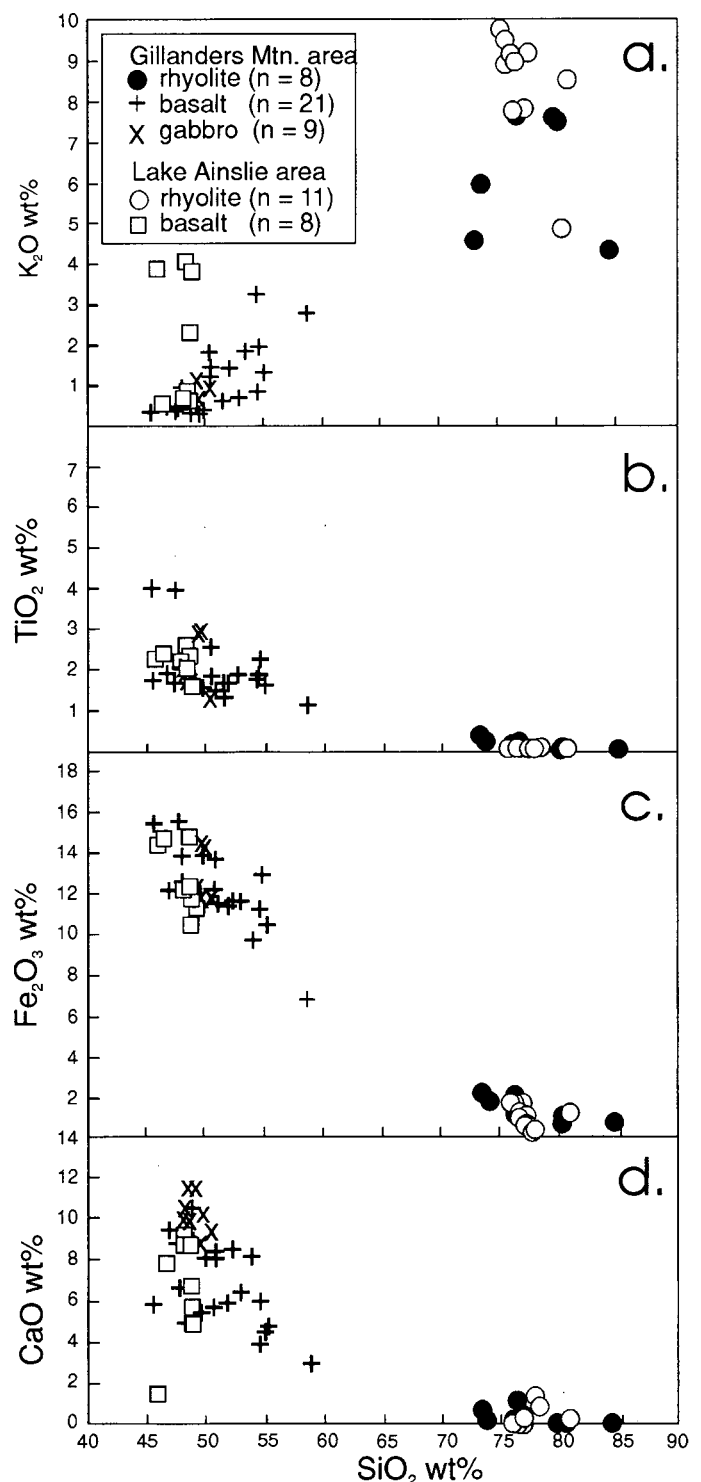 10
9
8
7
6
5
4
3
2
1
K₂O wt%
a.
Gillanders Mtn. area
rhyolite (n = 8)
basalt (n = 21)
gabbro (n = 9)
Lake Ainslie area
rhyolite (n = 11)
basalt (n = 8)
7
6
5
4
3
2
1
TiO₂ wt%
b.
18
16
14
12
10
8
6
4
2
Fe₂O₃ wt%
c.
14
12
10
8
6
4
2
0
CaO wt%
d.
40 45 50 55 60 65 70 75 80 85 90
SiO₂ wt%